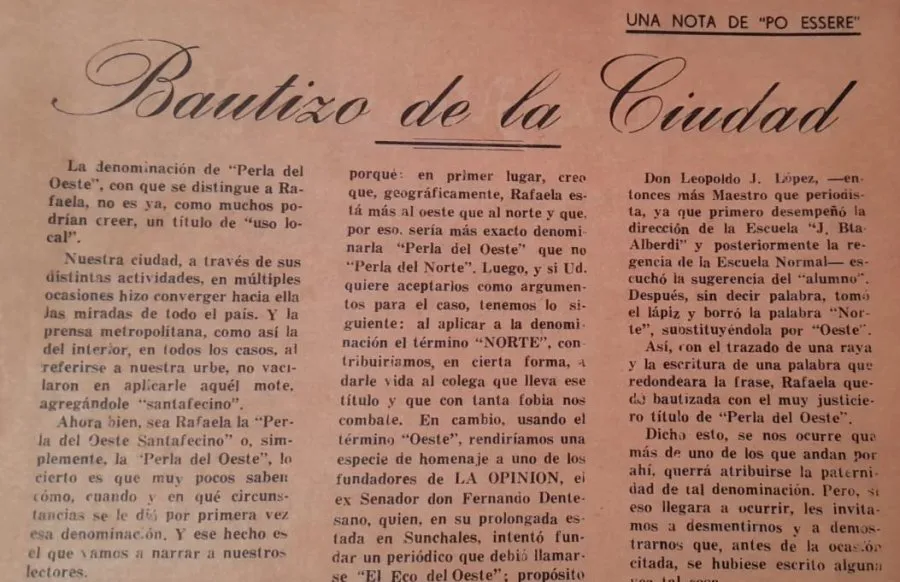 UNA NOTA DE "PO ESSERE"
Bautizo de la Ciudad
La denominación de "Perla del
Oeste", con que se distingue a Ra-
faela, no es ya, como muchos po-
drían creer, un título de "uso lo-
cal".
Nuestra ciudad, a través de sus
distintas actividades, en múltiples
ocasiones hizo converger hacia ella
las miradas de todo el país. Y la
prensa metropolitana, como así la
del interior, en todos los casos, al
referirse a nuestra urbe, no vaci-
laron en aplicarle aquél mote,
agregándole "santafecino".
Ahora bien, sea Rafaela la "Per-
la del Oeste Santafecino" o, sim-
plemente, la "Perla del Oeste", lo
cierto es que muy pocos saben
cómo, cuando y en qué circuns-
tancias se le dió por primera vez
esa denominación. Y ese hecho es
el que vamos a narrar a nuestros
lectores.
porqué: en primer lugar, creo
que, geográficamente, Rafaela es-
tá más al oeste que al norte y que,
por eso, sería más exacto denomi-
narla "Perla del Oeste" que no
"Perla del Norte". Luego, y si Ud.
quiere aceptarlos como argumen-
tos para el caso, tenemos lo si-
guiente: al aplicar a la denomi-
nación el término "NORTE", con-
tribuiríamos, en cierta forma, a
darle vida al colega que lleva ese
título y que con tanta fobia nos
combate. En cambio, usando el
término "Oeste", rendiríamos una
especie de homenaje a uno de los
fundadores de LA OPINION, el
ex Senador don Fernando Dente-
sano, quien, en su prolongada es-
tada en Sunchales, intentó fun-
dar un periódico que debió llamar-
se "El Eco del Oeste"; propósito
Don Leopoldo J. López, —en-
tonces más Maestro que periodis-
ta, ya que primero desempeñó la
dirección de la Escuela "J. Bta.
Alberdi" y posteriormente la re-
gencia de la Escuela Normal— es-
cuchó la sugerencia del "alumno".
Después, sin decir palabra, tomó
el lápiz y borró la palabra "Nor-
te", substituyéndola por "Oeste".
Así, con el trazado de una raya
y la escritura de una palabra que
redondeara la frase, Rafaela que-
dó bautizada con el muy justicie-
ro título de "Perla del Oeste".
Dicho esto, se nos ocurre que
más de uno de los que andan por
ahí, querrá atribuirse la paterni-
dad de tal denominación. Pero, si
eso llegara a ocurrir, les invita-
mos a desmentirnos y a demos-
trarnos que, antes de la ocasión
citada, se hubiese escrito alguna
vez tal cosa